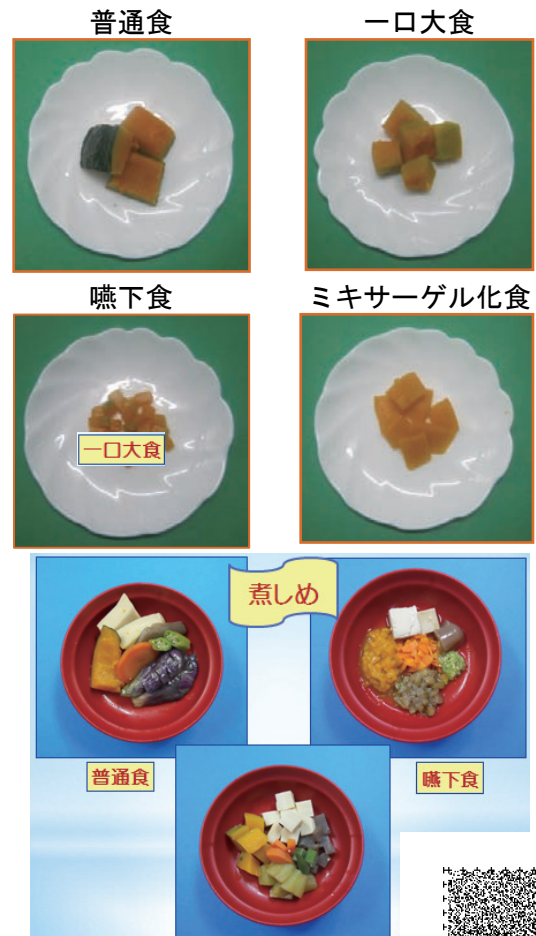 普通食
一口大食
嚥下食
ミキサーゲル化食
一口大食
煮しめ
普通食
嚥下食